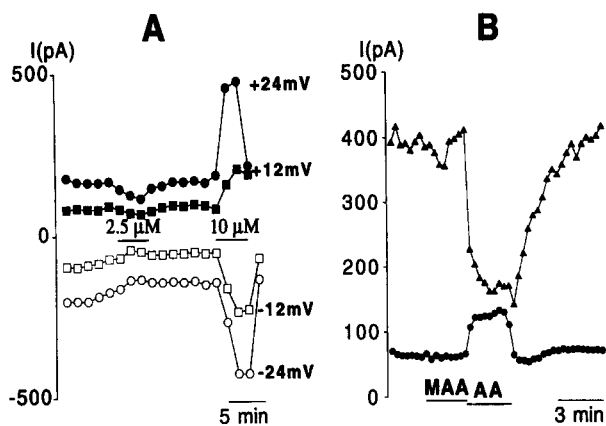 A
I(pA)
500
+24mV
+12mV
2.5 μM
10 μM
0
-12mV
-24mV
-500
5 min
B
I(pA)
500
400
300
200
100
0
MAA
AA
3 min